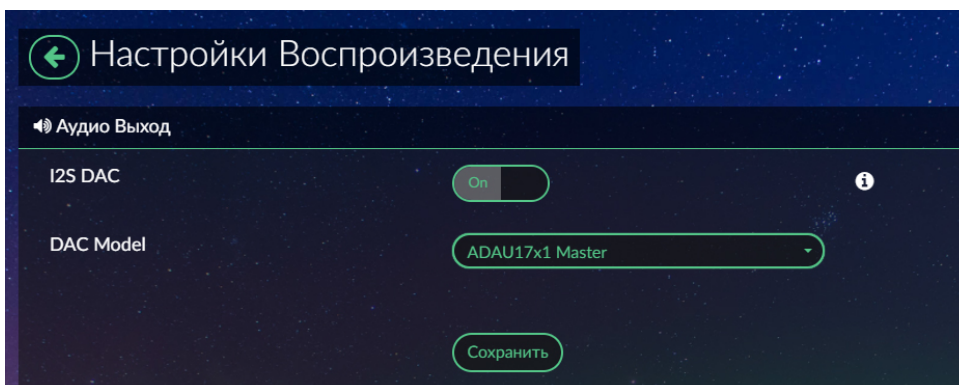 Настройки Воспроизведения
Аудио Выход
I2S DAC
On
DAC Model
ADAU17x1 Master
Сохранить